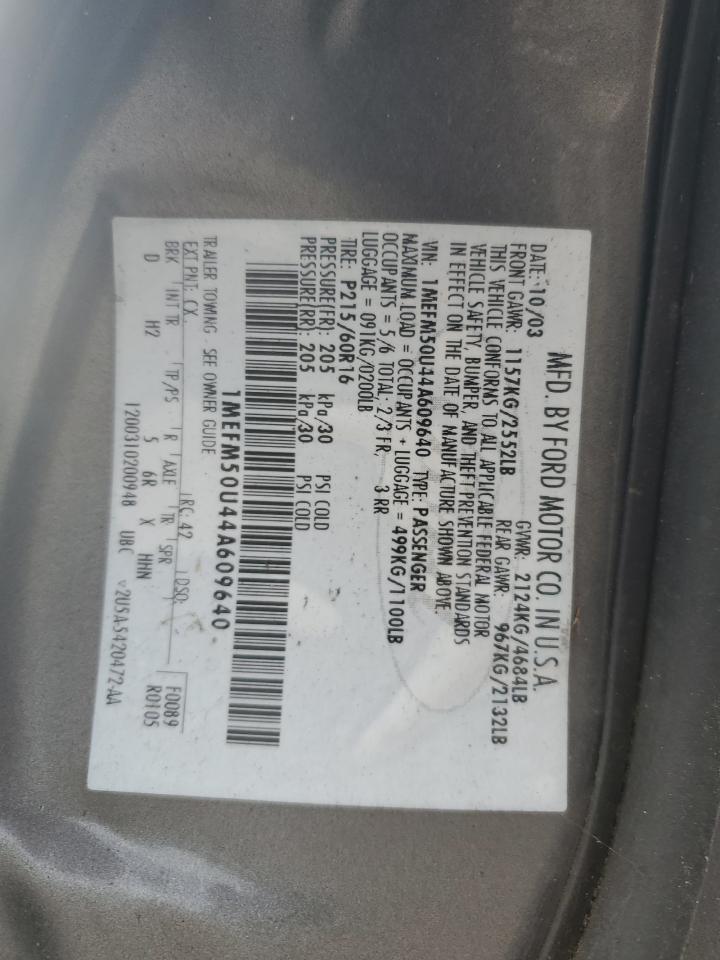 MFD. BY FORD MOTOR CO. IN U.S.A.
DATE: 10/03 GVWR: 2124KG/4684LB
FRONT GAWR: 1157KG/2552LB REAR GAWR: 967KG/2132LB
THIS VEHICLE CONFORMS TO ALL APPLICABLE FEDERAL MOTOR
VEHICLE SAFETY, BUMPER, AND THEFT PREVENTION STANDARDS
IN EFFECT ON THE DATE OF MANUFACTURE SHOWN ABOVE.
VIN: 1MEFM50U44A609640 TYPE: PASSENGER
MAXIMUM LOAD = OCCUPANTS + LUGGAGE = 499KG/1100LB
OCCUPANTS = 5/6 TOTAL: 2/3 FR, 3 RR
LUGGAGE = 091KG/0200LB
TIRE: P215/60R16
PRESSURE(FR): 205 kPa/30 PSI COLD
PRESSURE(RR): 205 kPa/30 PSI COLD
1MEFM50U44A609640
TRAILER TOWING - SEE OWNER GUIDE
EXT PNT: CX RC: 42 DSO: F0089
BRK INT TR TP/PS R AXLE TR SPR R0105
D H2 5 6R X HHN
1200310200948 UBC V2U5A-5420472-AA